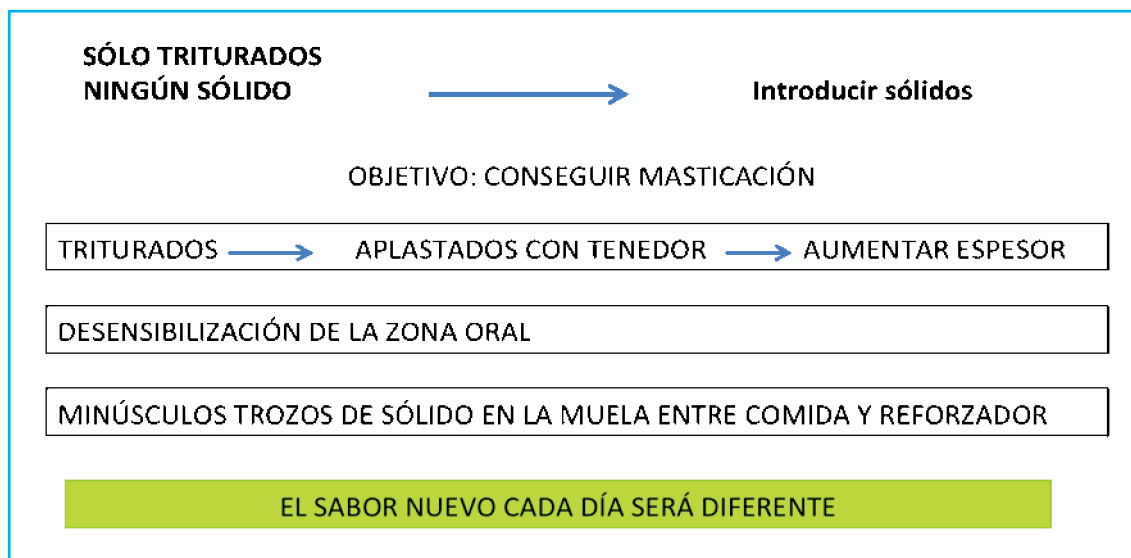 SÓLO TRITURADOS
NINGÚN SÓLIDO Introducir sólidos
OBJETIVO: CONSEGUIR MASTICACIÓN
TRITURADOS APLASTADOS CON TENEDOR AUMENTAR ESPESOR
DESENSIBILIZACIÓN DE LA ZONA ORAL
MINÚSCULOS TROZOS DE SÓLIDO EN LA MUELA ENTRE COMIDA Y REFORZADOR
EL SABOR NUEVO CADA DÍA SERÁ DIFERENTE